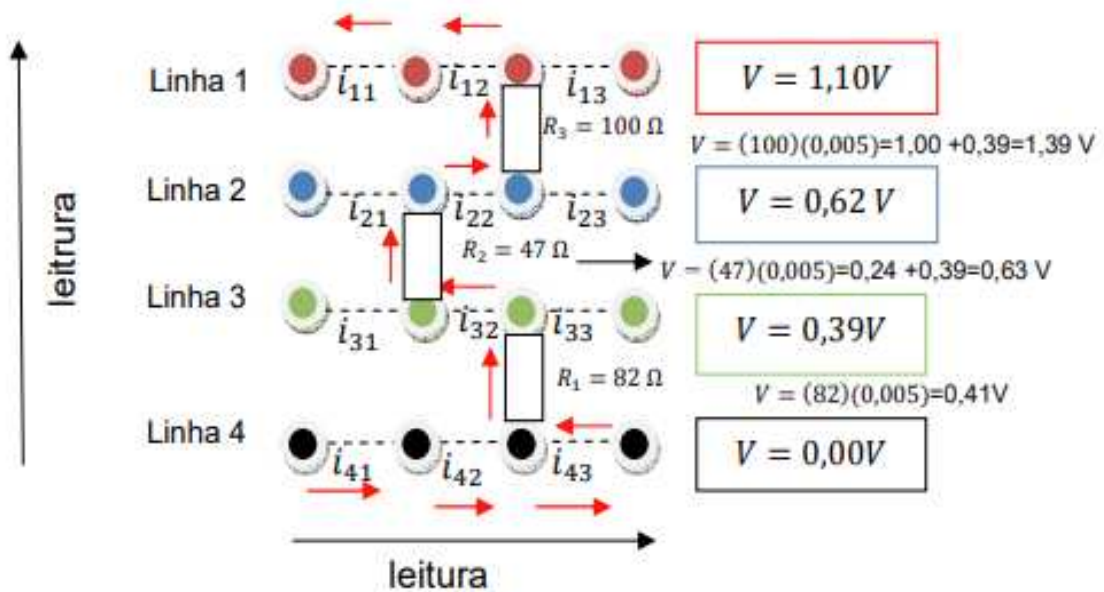 Linha 1
i₁₁ i₁₂ i₁₃
V = 1,10V
R₃ = 100 Ω
V = (100)(0,005)=1,00 +0,39=1,39 V
Linha 2
i₂₁ i₂₂ i₂₃
V = 0,62 V
R₂ = 47 Ω
V = (47)(0,005)=0,24 +0,39=0,63 V
leitrura
Linha 3
i₃₁ i₃₂ i₃₃
V = 0,39V
R₁ = 82 Ω
V = (82)(0,005)=0,41V
Linha 4
i₄₁ i₄₂ i₄₃
V = 0,00V
leitura